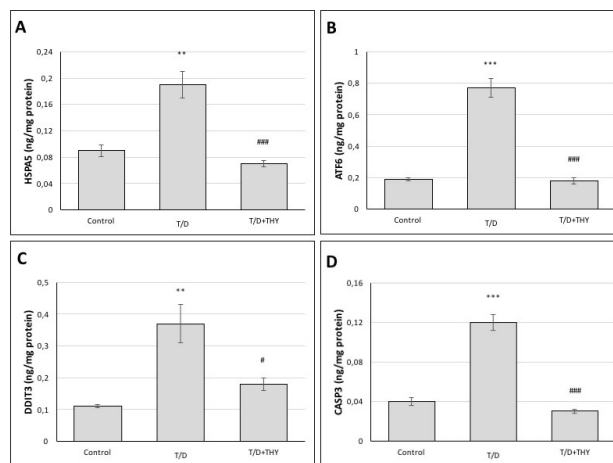 A
HSPA5 (ng/mg protein)
0,24
0,2
0,16
0,12
0,08
0,04
0
**
###
Control
T/D
T/D+THY
B
ATF6 (ng/mg protein)
1
0,8
0,6
0,4
0,2
0
***
###
Control
T/D
T/D+THY
C
DDIT3 (ng/mg protein)
0,5
0,4
0,3
0,2
0,1
0
**
#
Control
T/D
T/D+THY
D
CASP3 (ng/mg protein)
0,16
0,12
0,08
0,04
0
***
###
Control
T/D
T/D+THY